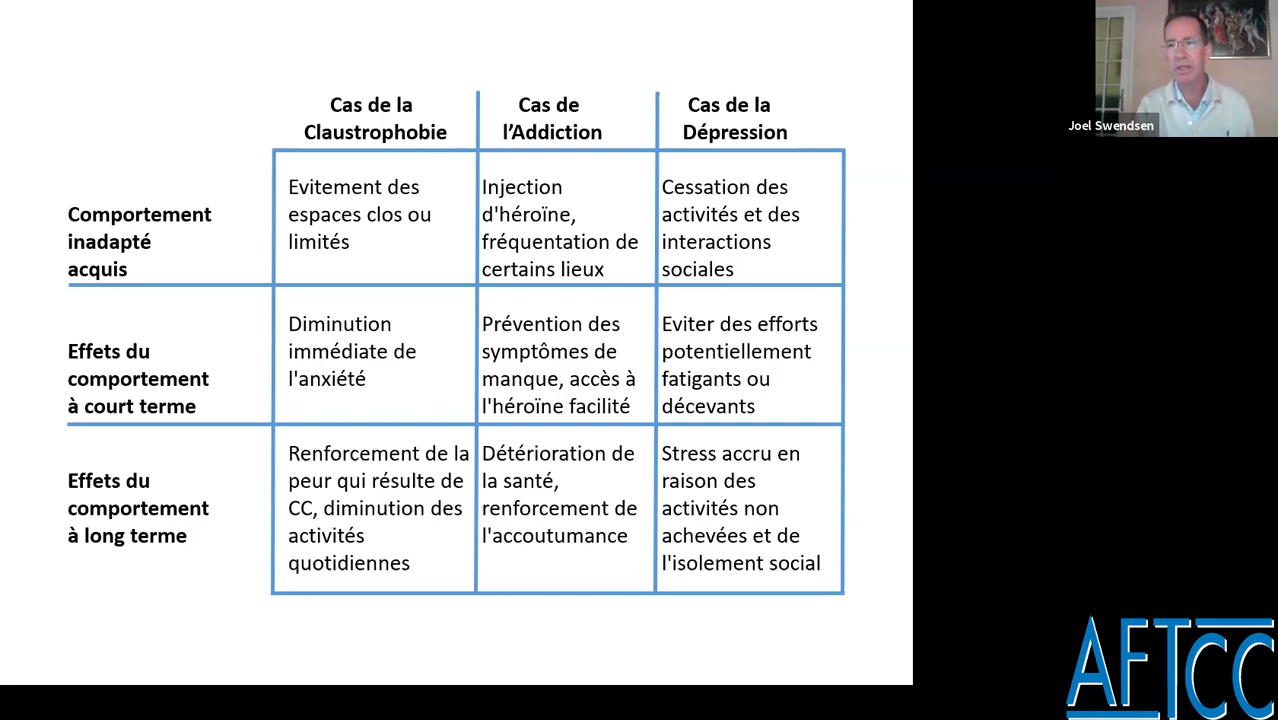 Cas de la
Claustrophobie
Cas de
l’Addiction
Cas de la
Dépression
Comportement
inadapté
acquis
Evitement des
espaces clos ou
limités
Injection
d'héroïne,
fréquentation de
certains lieux
Cessation des
activités et des
interactions
sociales
Effets du
comportement
à court terme
Diminution
immédiate de
l'anxiété
Prévention des
symptômes de
manque, accès à
l'héroïne facilité
Eviter des efforts
potentiellement
fatigants ou
décevants
Effets du
comportement
à long terme
Renforcement de la
peur qui résulte de
CC, diminution des
activités
quotidiennes
Détérioration de
la santé,
renforcement de
l'accoutumance
Stress accru en
raison des
activités non
achevées et de
l'isolement social
Joel Swendsen
AFTCC